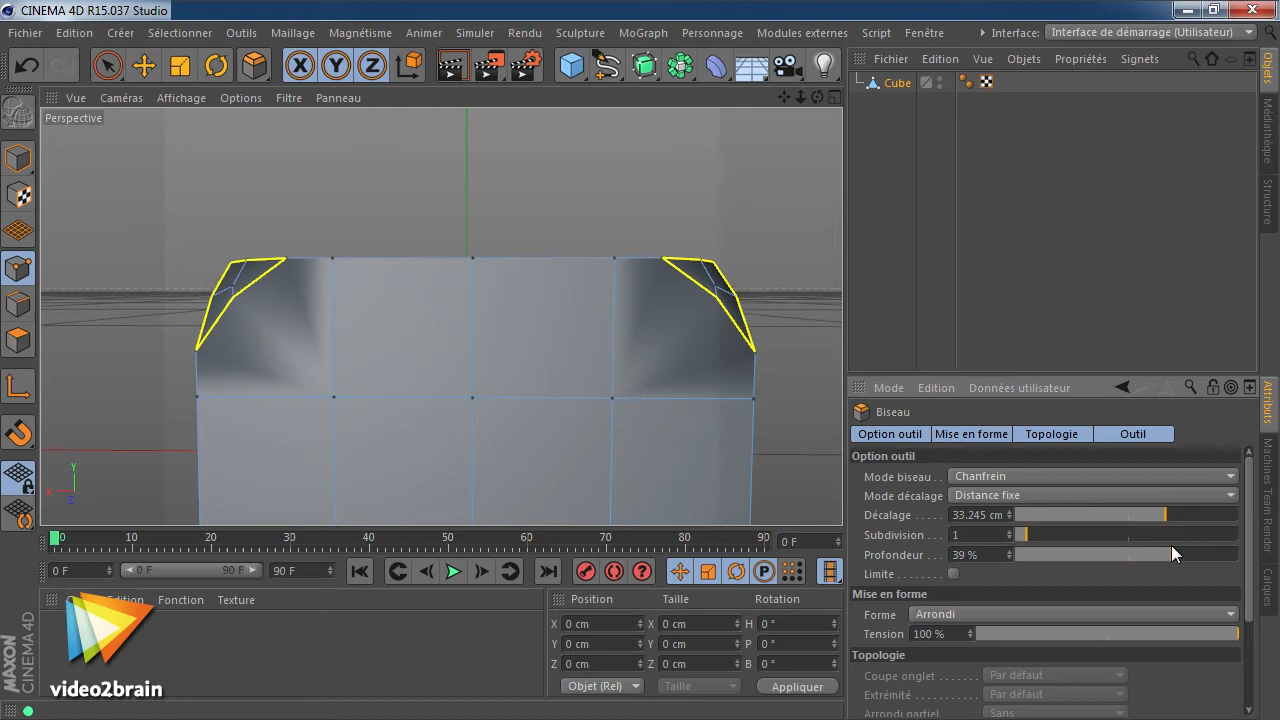 CINEMA 4D R15.037 Studio
Fichier Edition Créer Sélectionner Outils Maillage Magnétisme Animer Simuler Rendu Sculpture MoGraph Personnage Modules externes Script Fenêtre Interface: Interface de démarrage (Utilisateur)
Fichier Edition Vue Objets Propriétés Signets
Cube
Objets
Médiathèque
Structure
Vue Caméras Affichage Options Filtre Panneau
Perspective
Y
X
Z
Mode Edition Données utilisateur
Biseau
Option outil Mise en forme Topologie Outil
Option outil
Mode biseau . . Chanfrein
Mode décalage Distance fixe
Décalage . . . . . 33.245 cm
Subdivision . . . 1
Profondeur . . . 39 %
Limite . . . . . . . .
Mise en forme
Forme Arrondi
Tension 100 %
Topologie
Coupe onglet . . Par défaut
Extrémité . . . . . Par défaut
Arrondi partiel . Sans
Attributs
Machines Team Render
Calques
0 10 20 30 40 50 60 70 80 90 0 F
0 F 0 F 90 F 90 F
Edition Fonction Texture
Position Taille Rotation
X 0 cm X 0 cm H 0 °
Y 0 cm Y 0 cm P 0 °
Z 0 cm Z 0 cm B 0 °
Objet (Rel) Taille Appliquer
MAXON
CINEMA 4D
video2brain